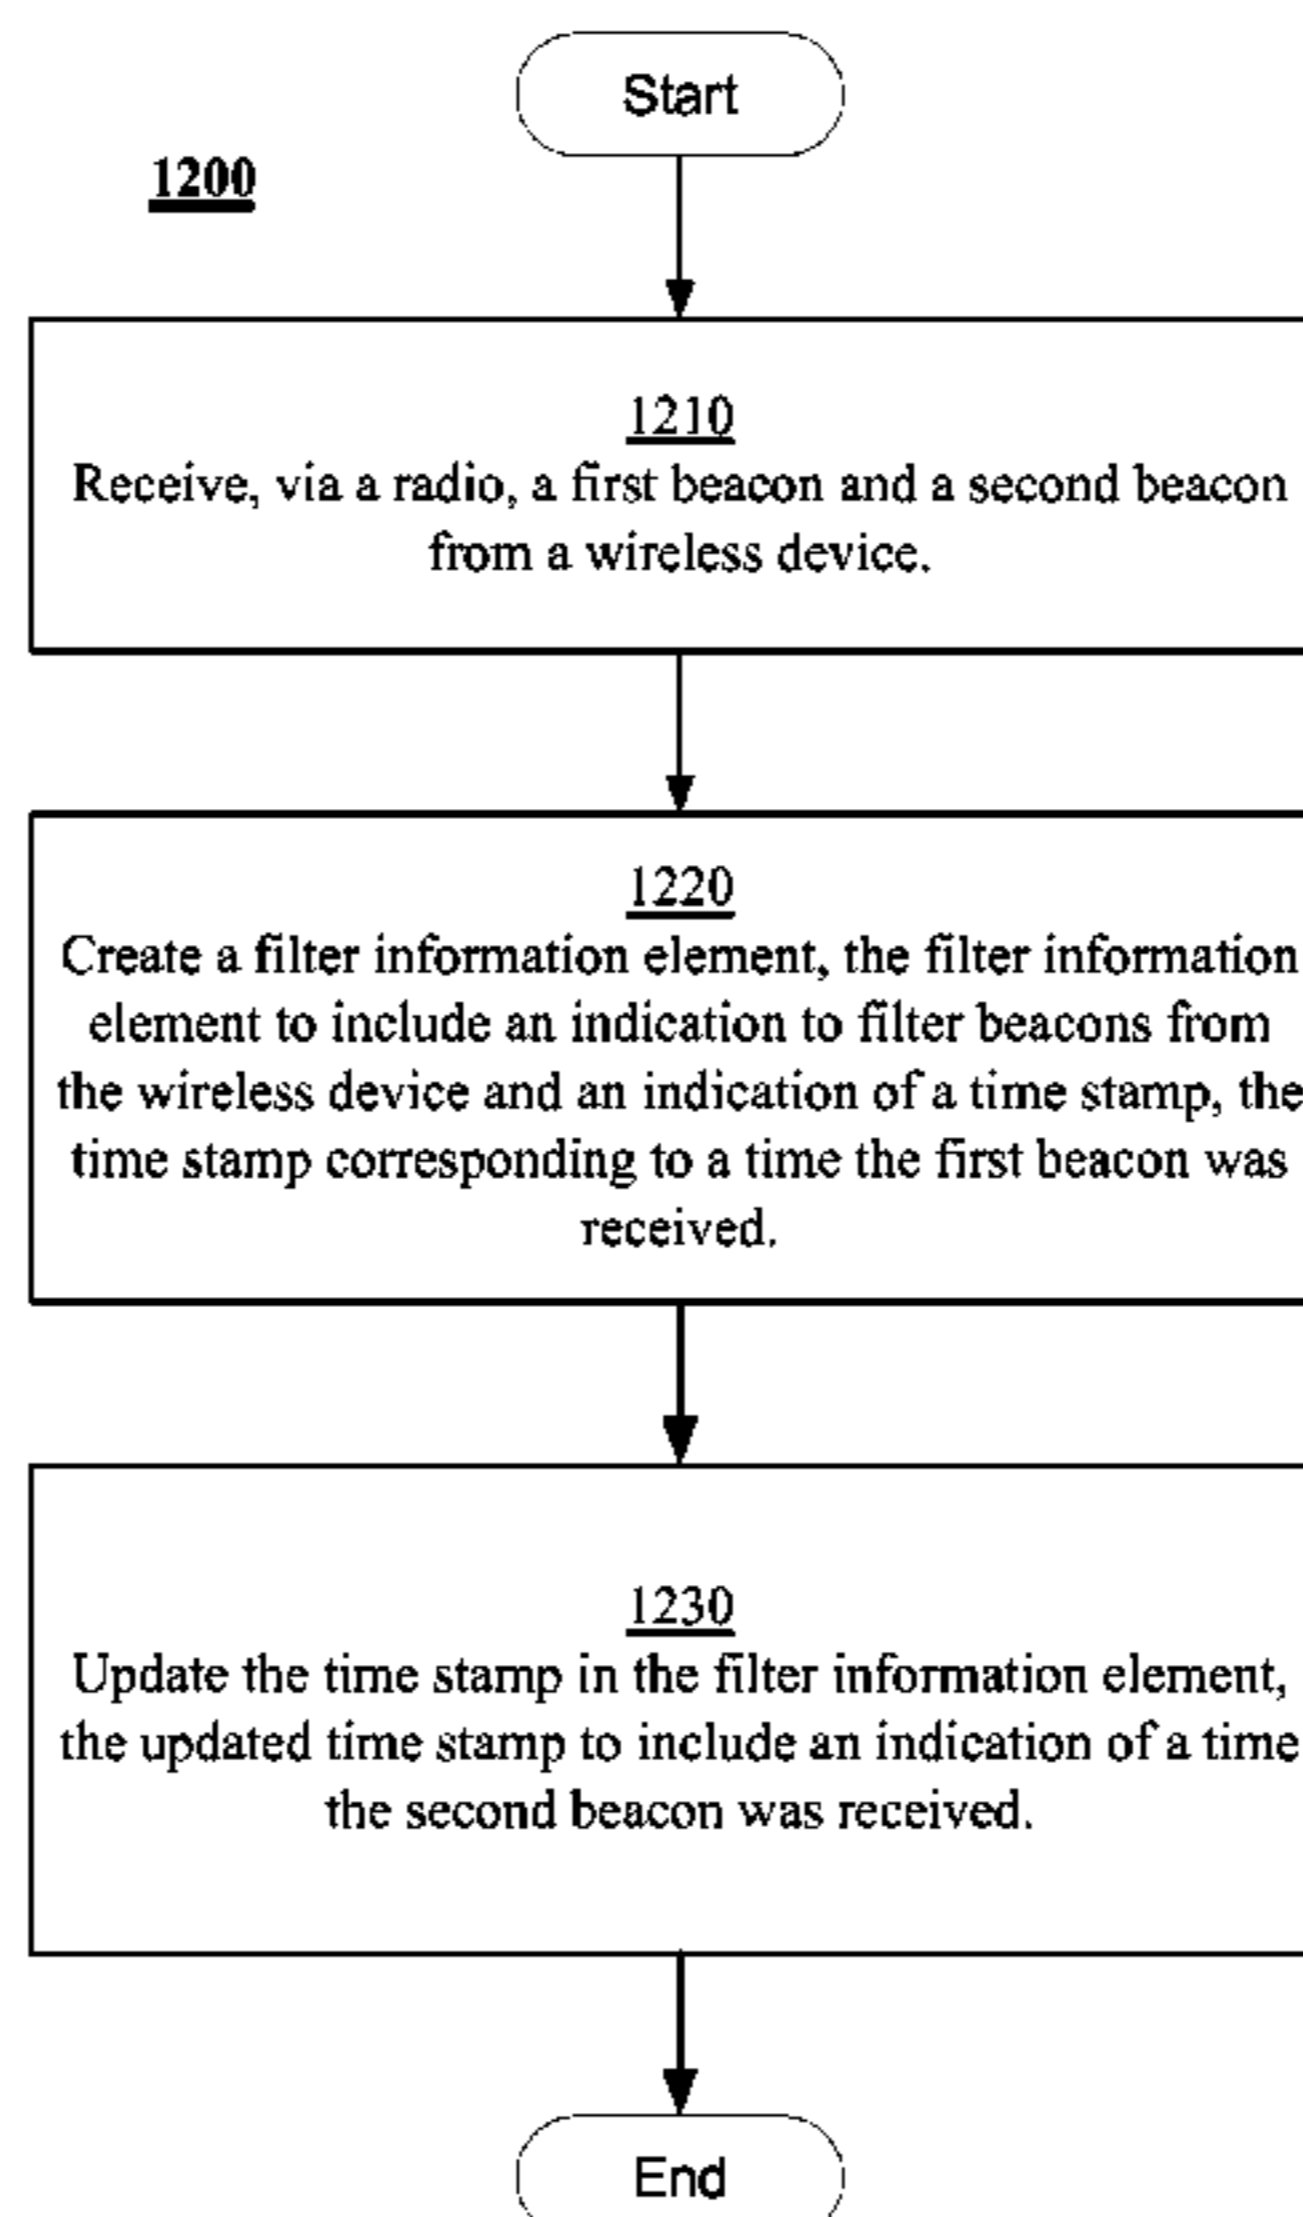 Start
1200
1210
Receive, via a radio, a first beacon and a second beacon
from a wireless device.
1220
Create a filter information element, the filter information
element to include an indication to filter beacons from
the wireless device and an indication of a time stamp, the
time stamp corresponding to a time the first beacon was
received.
1230
Update the time stamp in the filter information element,
the updated time stamp to include an indication of a time
the second beacon was received.
End